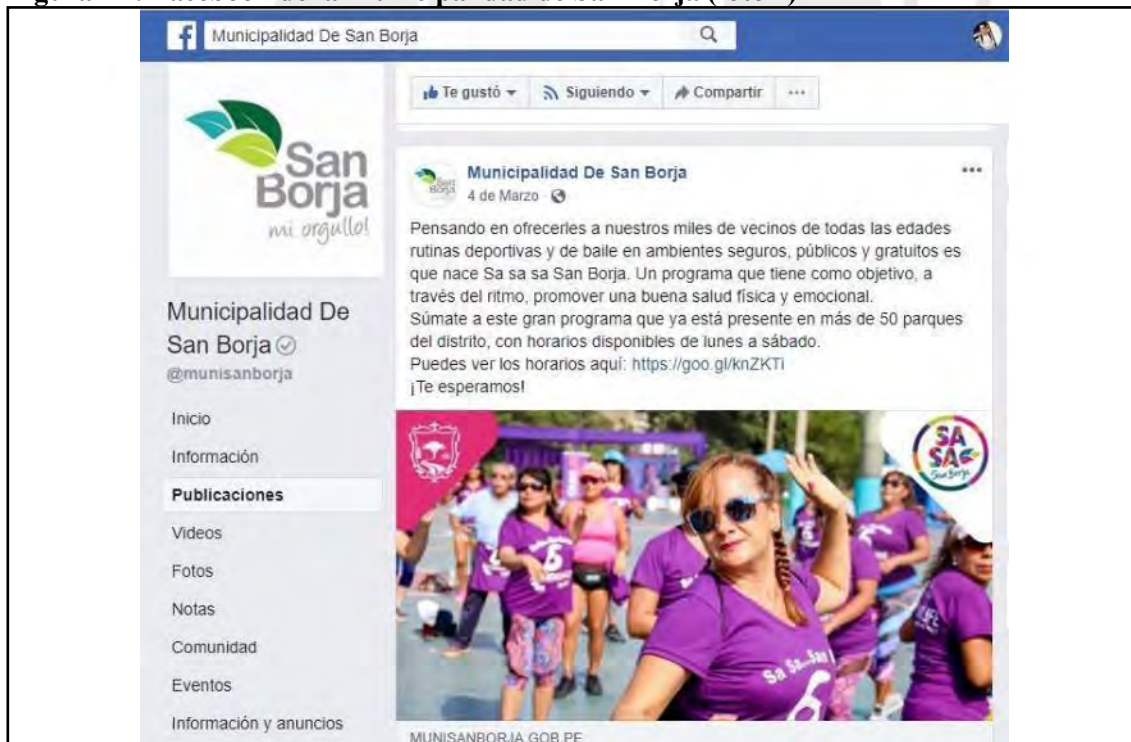 Municipalidad De San Borja
Te gustó
Siguiendo
Compartir
San
Borja
mi orgullo!
Municipalidad De
San Borja
@munisanborja
Inicio
Información
Publicaciones
Videos
Fotos
Notas
Comunidad
Eventos
Información y anuncios
Municipalidad De San Borja
4 de Marzo
Pensando en ofrecerles a nuestros miles de vecinos de todas las edades
rutinas deportivas y de baile en ambientes seguros, públicos y gratuitos es
que nace Sa sa sa San Borja. Un programa que tiene como objetivo, a
través del ritmo, promover una buena salud física y emocional.
Súmate a este gran programa que ya está presente en más de 50 parques
del distrito, con horarios disponibles de lunes a sábado.
Puedes ver los horarios aquí: https://goo.gl/knZKTi
¡Te esperamos!
SA
SA
San Borja
Sa Sa...San
MUNISANBORJA.GOB.PE